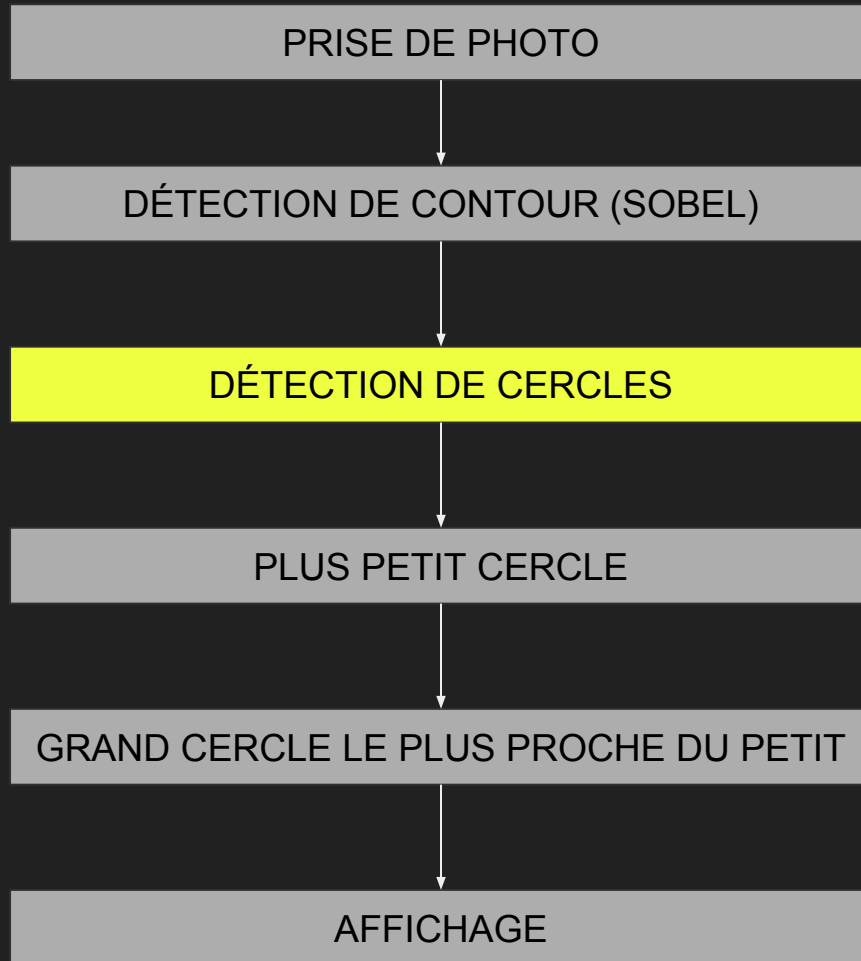 PRISE DE PHOTO
DÉTECTION DE CONTOUR (SOBEL)
DÉTECTION DE CERCLES
PLUS PETIT CERCLE
GRAND CERCLE LE PLUS PROCHE DU PETIT
AFFICHAGE